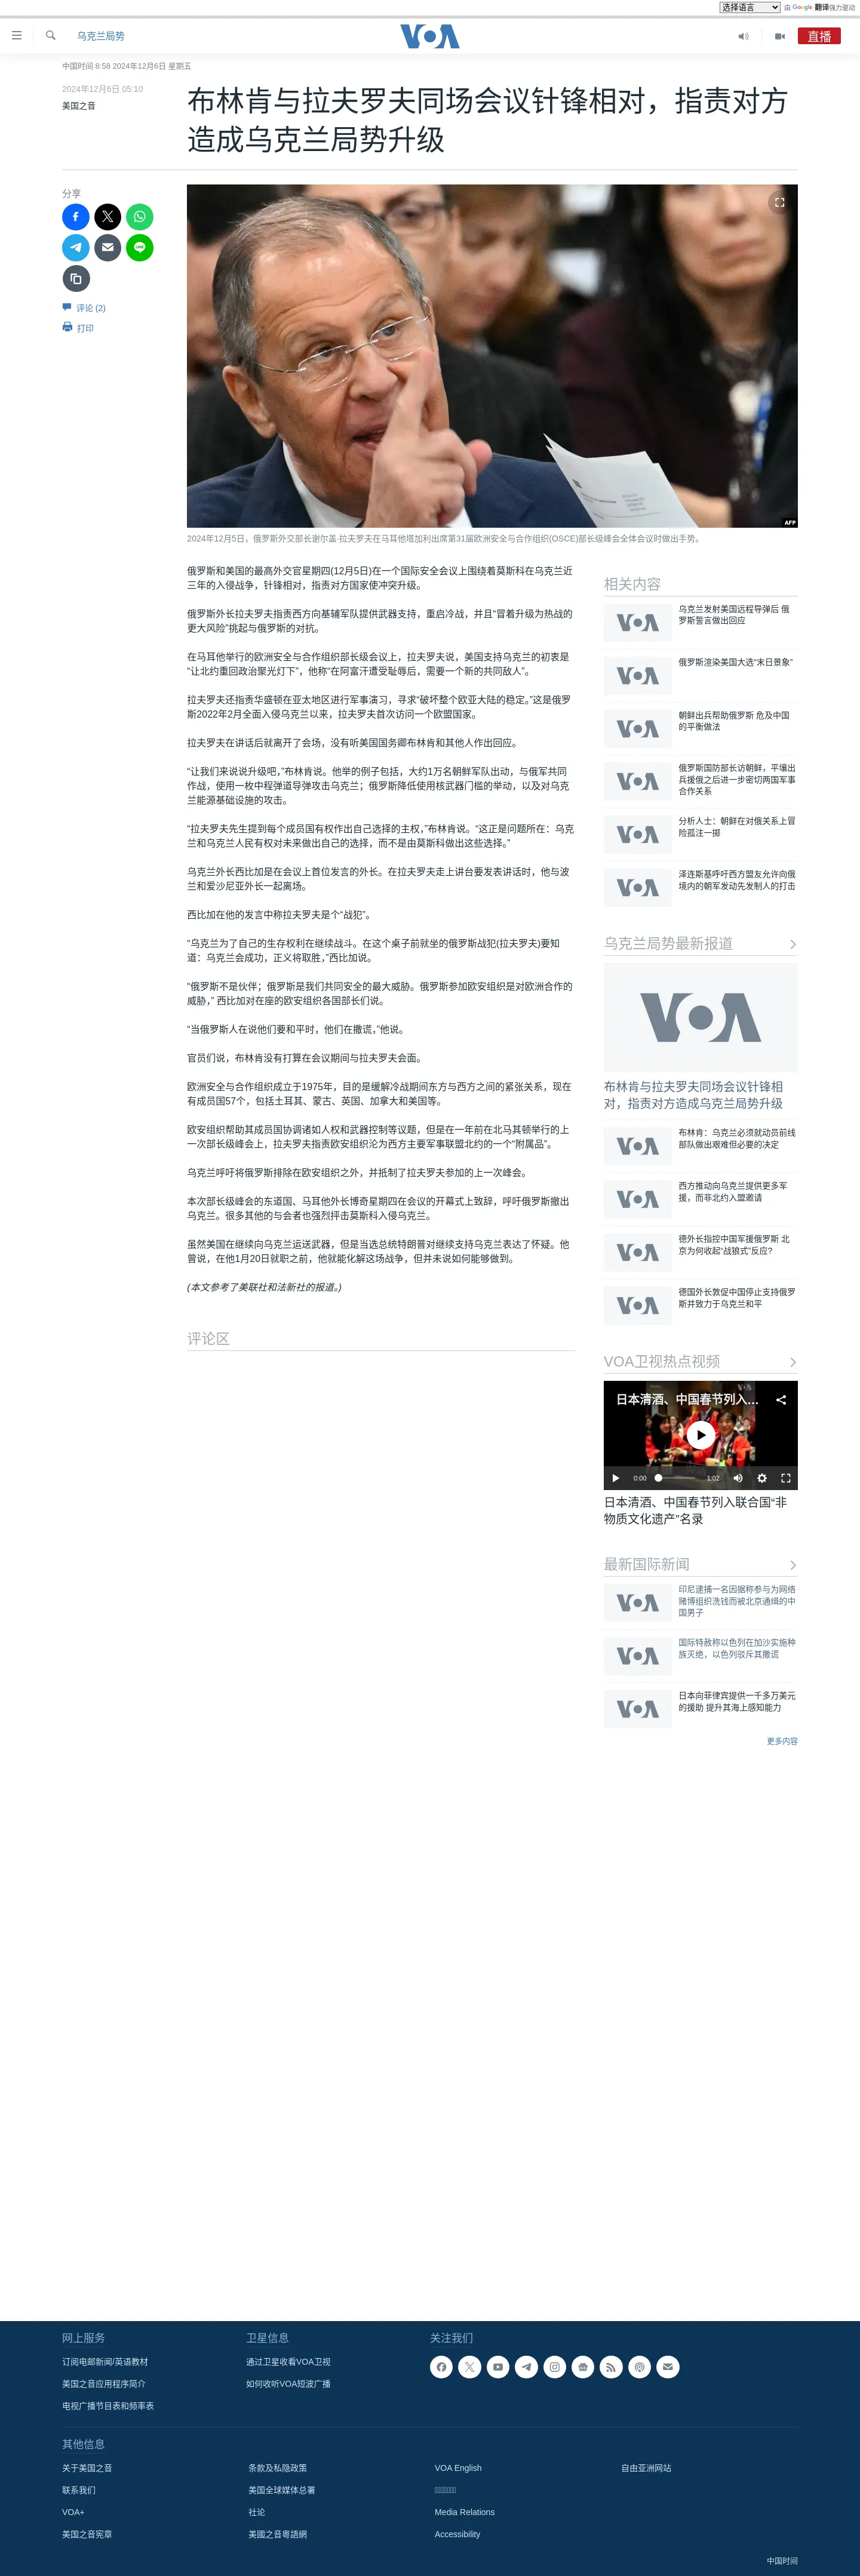 选择语言
由 Google 翻译强力驱动
乌克兰局势
VOA
直播
中国时间 8:58 2024年12月6日 星期五
2024年12月6日 05:10
美国之音
布林肯与拉夫罗夫同场会议针锋相对，指责对方
造成乌克兰局势升级
分享
评论 (2)
打印
AFP
2024年12月5日，俄罗斯外交部长谢尔盖·拉夫罗夫在马耳他塔加利出席第31届欧洲安全与合作组织(OSCE)部长级峰会全体会议时做出手势。
俄罗斯和美国的最高外交官星期四(12月5日)在一个国际安全会议上围绕着莫斯科在乌克兰近
三年的入侵战争，针锋相对，指责对方国家使冲突升级。
俄罗斯外长拉夫罗夫指责西方向基辅军队提供武器支持，重启冷战，并且“冒着升级为热战的
更大风险”挑起与俄罗斯的对抗。
在马耳他举行的欧洲安全与合作组织部长级会议上，拉夫罗夫说，美国支持乌克兰的初衷是
“让北约重回政治聚光灯下”，他称“在阿富汗遭受耻辱后，需要一个新的共同敌人”。
拉夫罗夫还指责华盛顿在亚太地区进行军事演习，寻求“破坏整个欧亚大陆的稳定。”这是俄罗
斯2022年2月全面入侵乌克兰以来，拉夫罗夫首次访问一个欧盟国家。
拉夫罗夫在讲话后就离开了会场，没有听美国国务卿布林肯和其他人作出回应。
“让我们来说说升级吧，”布林肯说。他举的例子包括，大约1万名朝鲜军队出动，与俄军共同
作战，使用一枚中程弹道导弹攻击乌克兰；俄罗斯降低使用核武器门槛的举动，以及对乌克
兰能源基础设施的攻击。
“拉夫罗夫先生提到每个成员国有权作出自己选择的主权，”布林肯说。“这正是问题所在：乌克
兰和乌克兰人民有权对未来做出自己的选择，而不是由莫斯科做出这些选择。”
乌克兰外长西比加是在会议上首位发言的外长。在拉夫罗夫走上讲台要发表讲话时，他与波
兰和爱沙尼亚外长一起离场。
西比加在他的发言中称拉夫罗夫是个“战犯”。
“乌克兰为了自己的生存权利在继续战斗。在这个桌子前就坐的俄罗斯战犯(拉夫罗夫)要知
道：乌克兰会成功，正义将取胜，”西比加说。
“俄罗斯不是伙伴；俄罗斯是我们共同安全的最大威胁。俄罗斯参加欧安组织是对欧洲合作的
威胁，” 西比加对在座的欧安组织各国部长们说。
“当俄罗斯人在说他们要和平时，他们在撒谎，”他说。
官员们说，布林肯没有打算在会议期间与拉夫罗夫会面。
欧洲安全与合作组织成立于1975年，目的是缓解冷战期间东方与西方之间的紧张关系，现在
有成员国57个，包括土耳其、蒙古、英国、加拿大和美国等。
欧安组织帮助其成员国协调诸如人权和武器控制等议题，但是在一年前在北马其顿举行的上
一次部长级峰会上，拉夫罗夫指责欧安组织沦为西方主要军事联盟北约的一个“附属品”。
乌克兰呼吁将俄罗斯排除在欧安组织之外，并抵制了拉夫罗夫参加的上一次峰会。
本次部长级峰会的东道国、马耳他外长博奇星期四在会议的开幕式上致辞，呼吁俄罗斯撤出
乌克兰。很多其他的与会者也强烈抨击莫斯科入侵乌克兰。
虽然美国在继续向乌克兰运送武器，但是当选总统特朗普对继续支持乌克兰表达了怀疑。他
曾说，在他1月20日就职之前，他就能化解这场战争，但并未说如何能够做到。
(本文参考了美联社和法新社的报道。)
评论区
相关内容
VOA
乌克兰发射美国远程导弹后 俄
罗斯誓言做出回应
VOA
俄罗斯渲染美国大选“末日景象”
VOA
朝鲜出兵帮助俄罗斯 危及中国
的平衡做法
VOA
俄罗斯国防部长访朝鲜，平壤出
兵援俄之后进一步密切两国军事
合作关系
VOA
分析人士：朝鲜在对俄关系上冒
险孤注一掷
VOA
泽连斯基呼吁西方盟友允许向俄
境内的朝军发动先发制人的打击
乌克兰局势最新报道
VOA
布林肯与拉夫罗夫同场会议针锋相
对，指责对方造成乌克兰局势升级
VOA
布林肯：乌克兰必须就动员前线
部队做出艰难但必要的决定
VOA
西方推动向乌克兰提供更多军
援，而非北约入盟邀请
VOA
德外长指控中国军援俄罗斯 北
京为何收起“战狼式”反应?
VOA
德国外长敦促中国停止支持俄罗
斯并致力于乌克兰和平
VOA卫视热点视频
日本清酒、中国春节列入...
0:00
1:02
日本清酒、中国春节列入联合国“非
物质文化遗产”名录
最新国际新闻
VOA
印尼逮捕一名因据称参与为网络
赌博组织洗钱而被北京通缉的中
国男子
VOA
国际特赦称以色列在加沙实施种
族灭绝，以色列驳斥其撒谎
VOA
日本向菲律宾提供一千多万美元
的援助 提升其海上感知能力
更多内容
网上服务
订阅电邮新闻/英语教材
美国之音应用程序简介
电视广播节目表和频率表
卫星信息
通过卫星收看VOA卫视
如何收听VOA短波广播
关注我们
其他信息
关于美国之音
条款及私隐政策
VOA English
自由亚洲网站
联系我们
美国全球媒体总署
VOA+
社论
Media Relations
美国之音宪章
美國之音粵語網
Accessibility
中国时间